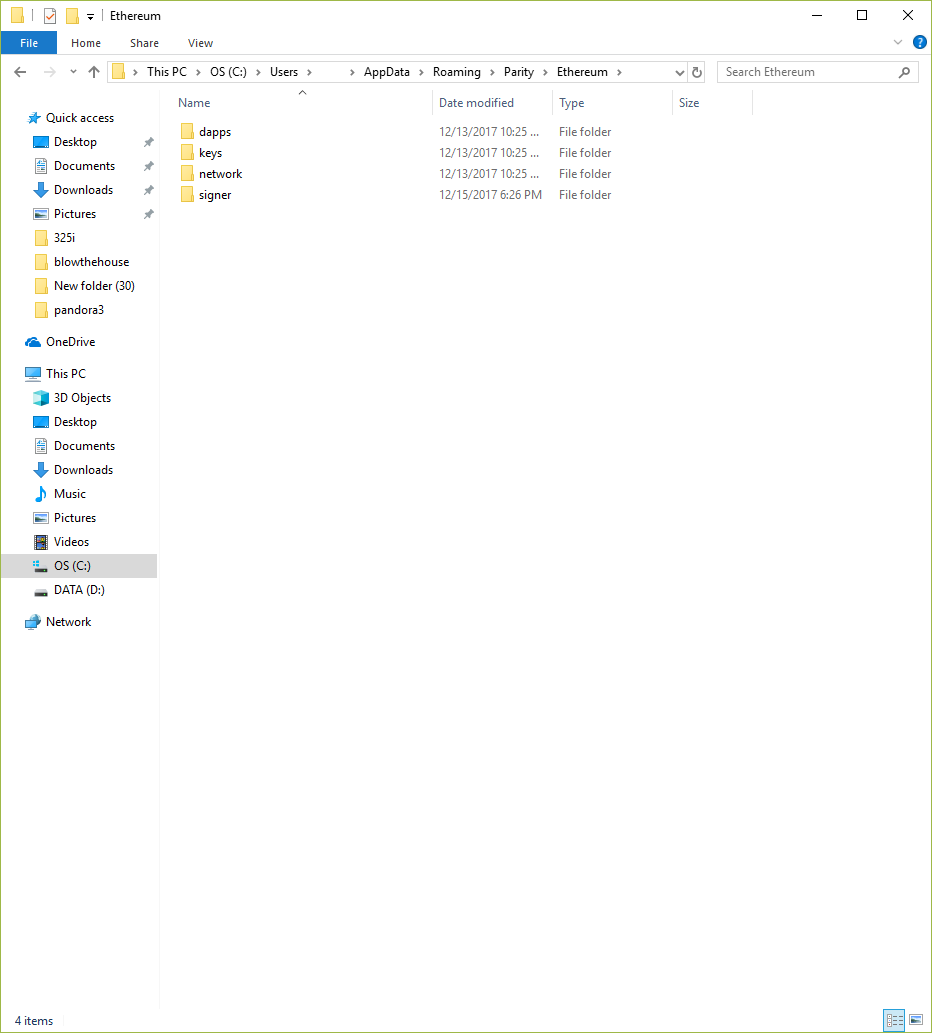 Ethereum
File Home Share View
This PC OS (C:) Users AppData Roaming Parity Ethereum Search Ethereum
Name Date modified Type Size
dapps 12/13/2017 10:25 ... File folder
keys 12/13/2017 10:25 ... File folder
network 12/13/2017 10:25 ... File folder
signer 12/15/2017 6:26 PM File folder
Quick access
Desktop
Documents
Downloads
Pictures
325i
blowthehouse
New folder (30)
pandora3
OneDrive
This PC
3D Objects
Desktop
Documents
Downloads
Music
Pictures
Videos
OS (C:)
DATA (D:)
Network
4 items